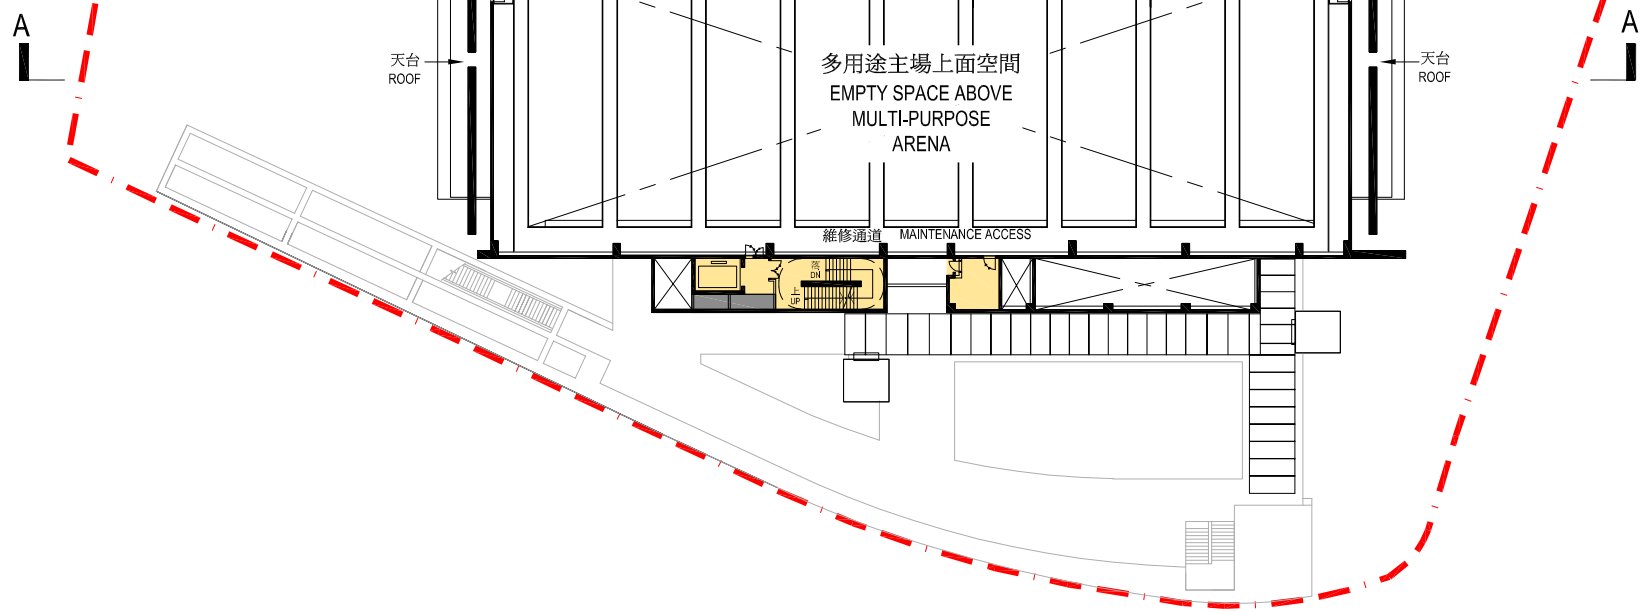 A
A
天台
ROOF
多用途主場上面空間
EMPTY SPACE ABOVE
MULTI-PURPOSE
ARENA
天台
ROOF
維修通道 MAINTENANCE ACCESS
落
DN
上
UP